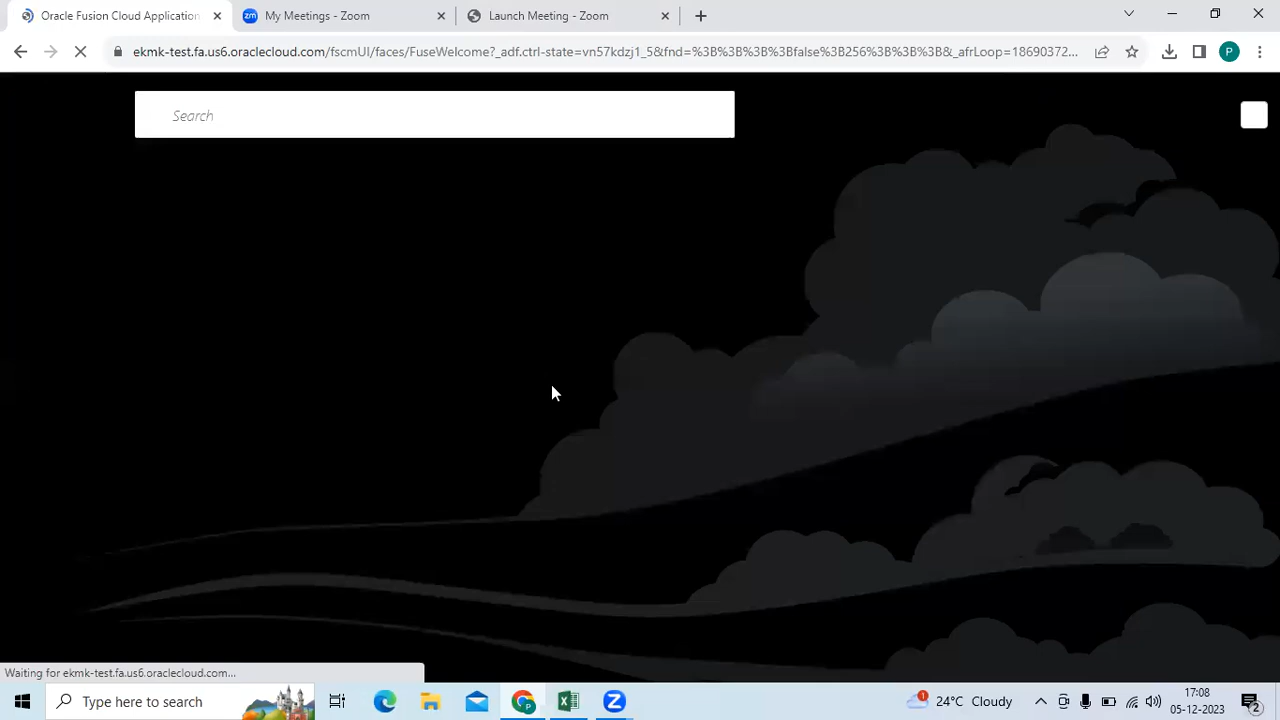 Oracle Fusion Cloud Application
My Meetings - Zoom
Launch Meeting - Zoom
ekmk-test.fa.us6.oraclecloud.com/fscmUI/faces/FuseWelcome?_adf.ctrl-state=vn57kdzj1_5&fnd=%3B%3B%3B%3Bfalse%3B256%3B%3B%3B&_afrLoop=18690372...
P
Search
Waiting for ekmk-test.fa.us6.oraclecloud.com...
Type here to search
24°C Cloudy
17:08
05-12-2023
2